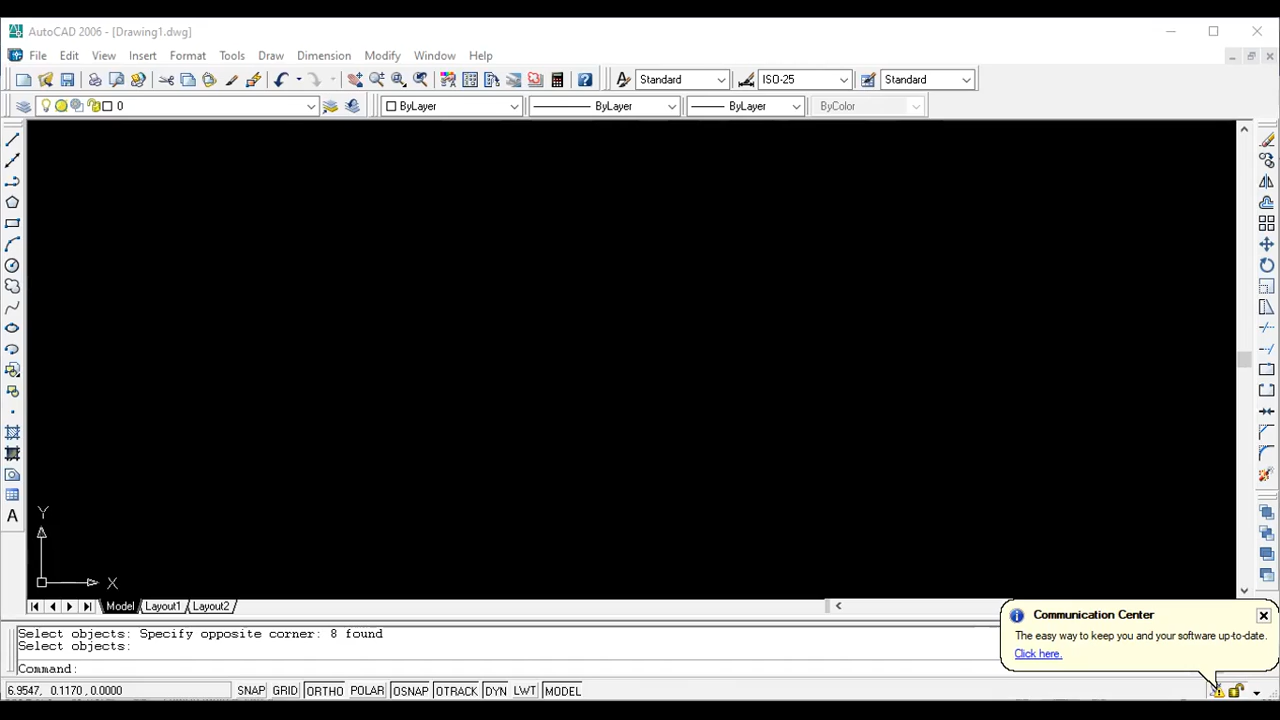 AutoCAD 2006 - [Drawing1.dwg]
File Edit View Insert Format Tools Draw Dimension Modify Window Help
Standard ISO-25 Standard
0 ByLayer ByLayer ByLayer ByColor
A
Y
X
Model Layout1 Layout2
Communication Center
The easy way to keep you and your software up-to-date.
Click here.
Select objects: Specify opposite corner: 8 found
Select objects:
Command:
6.9547, 0.1170, 0.0000 SNAP GRID ORTHO POLAR OSNAP OTRACK DYN LWT MODEL